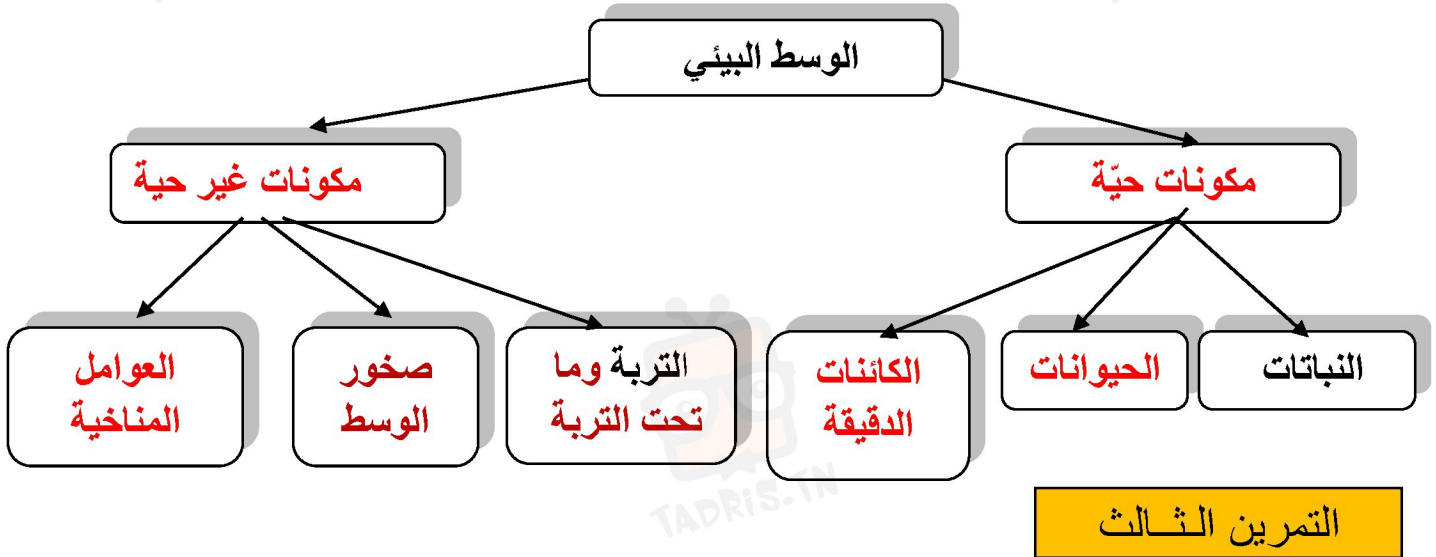 الوسط البيئي
مكونات حيّة
مكونات غير حية
النباتات
الحيوانات
الكائنات
الدقيقة
التربة وما
تحت التربة
صخور
الوسط
العوامل
المناخية
TADRIS.TN
التمرين الـثـــالث